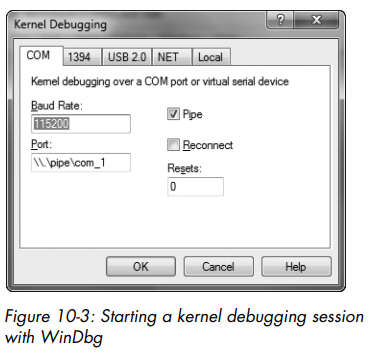 Kernel Debugging
COM 1394 USB 2.0 NET Local
Kernel debugging over a COM port or virtual serial device
Baud Rate:
115200
Pipe
Port:
\\.\pipe\com_1
Reconnect
Resets:
0
OK Cancel Help
Figure 10-3: Starting a kernel debugging session
with WinDbg